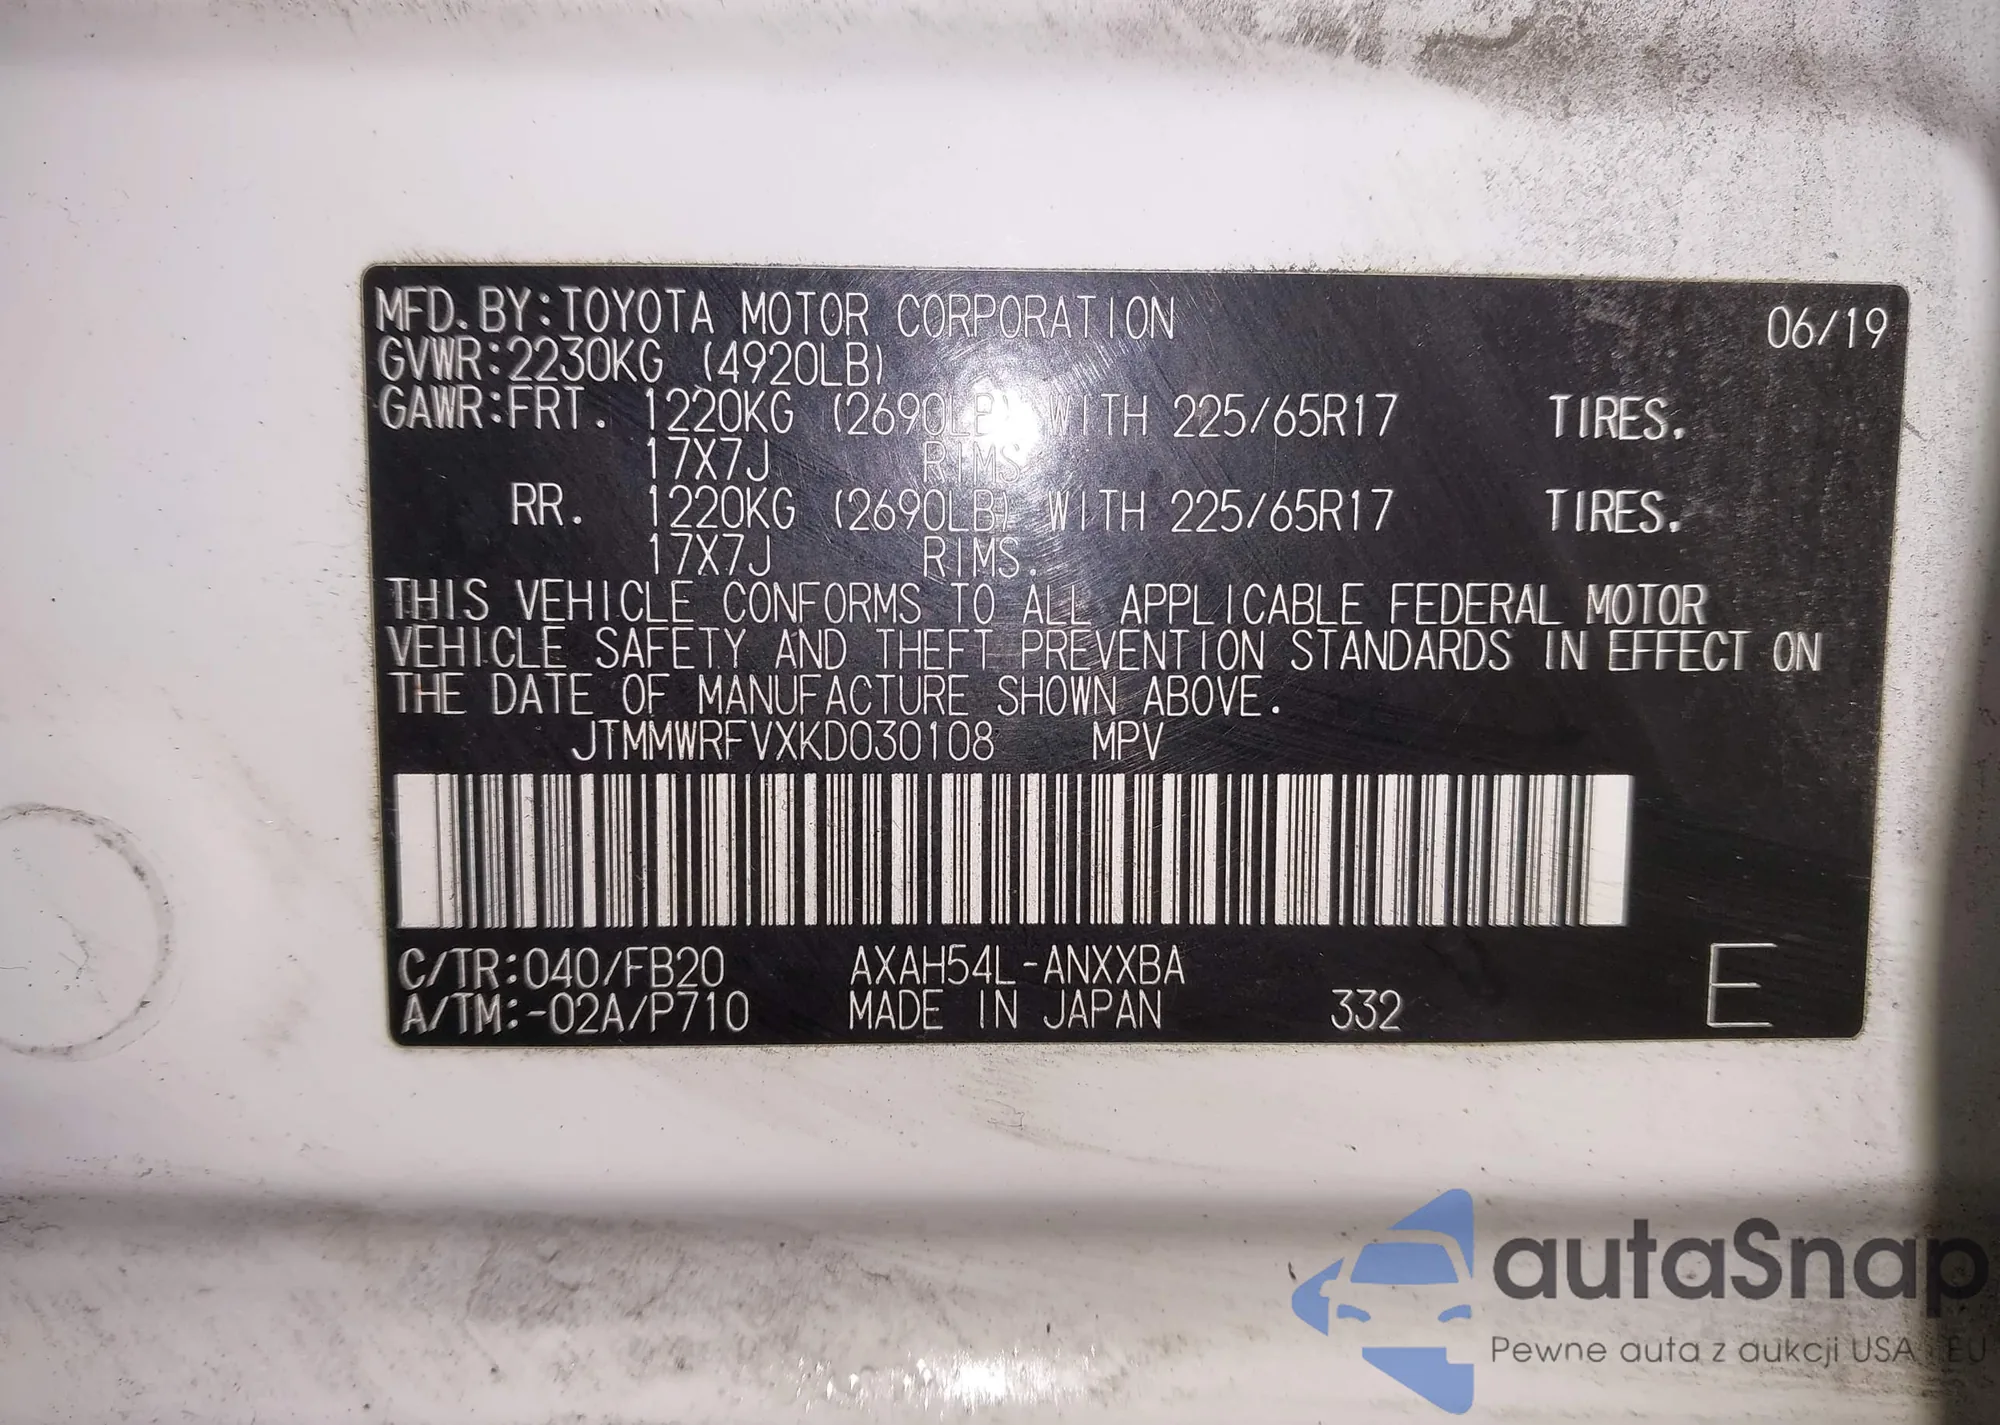 MFD. BY: TOYOTA MOTOR CORPORATION 06/19
GVWR: 2230KG (4920LB)
GAWR: FRT. 1220KG (2690LB) WITH 225/65R17 TIRES.
17X7J RIMS
RR. 1220KG (2690LB) WITH 225/65R17 TIRES.
17X7J RIMS.
THIS VEHICLE CONFORMS TO ALL APPLICABLE FEDERAL MOTOR
VEHICLE SAFETY AND THEFT PREVENTION STANDARDS IN EFFECT ON
THE DATE OF MANUFACTURE SHOWN ABOVE.
JTMMWRFVXKD030108 MPV
C/TR: 040/FB20 AXAH54L-ANXXBA E
A/TM: -02A/P710 MADE IN JAPAN 332
autaSnap
Pewne auta z aukcji USA i EU